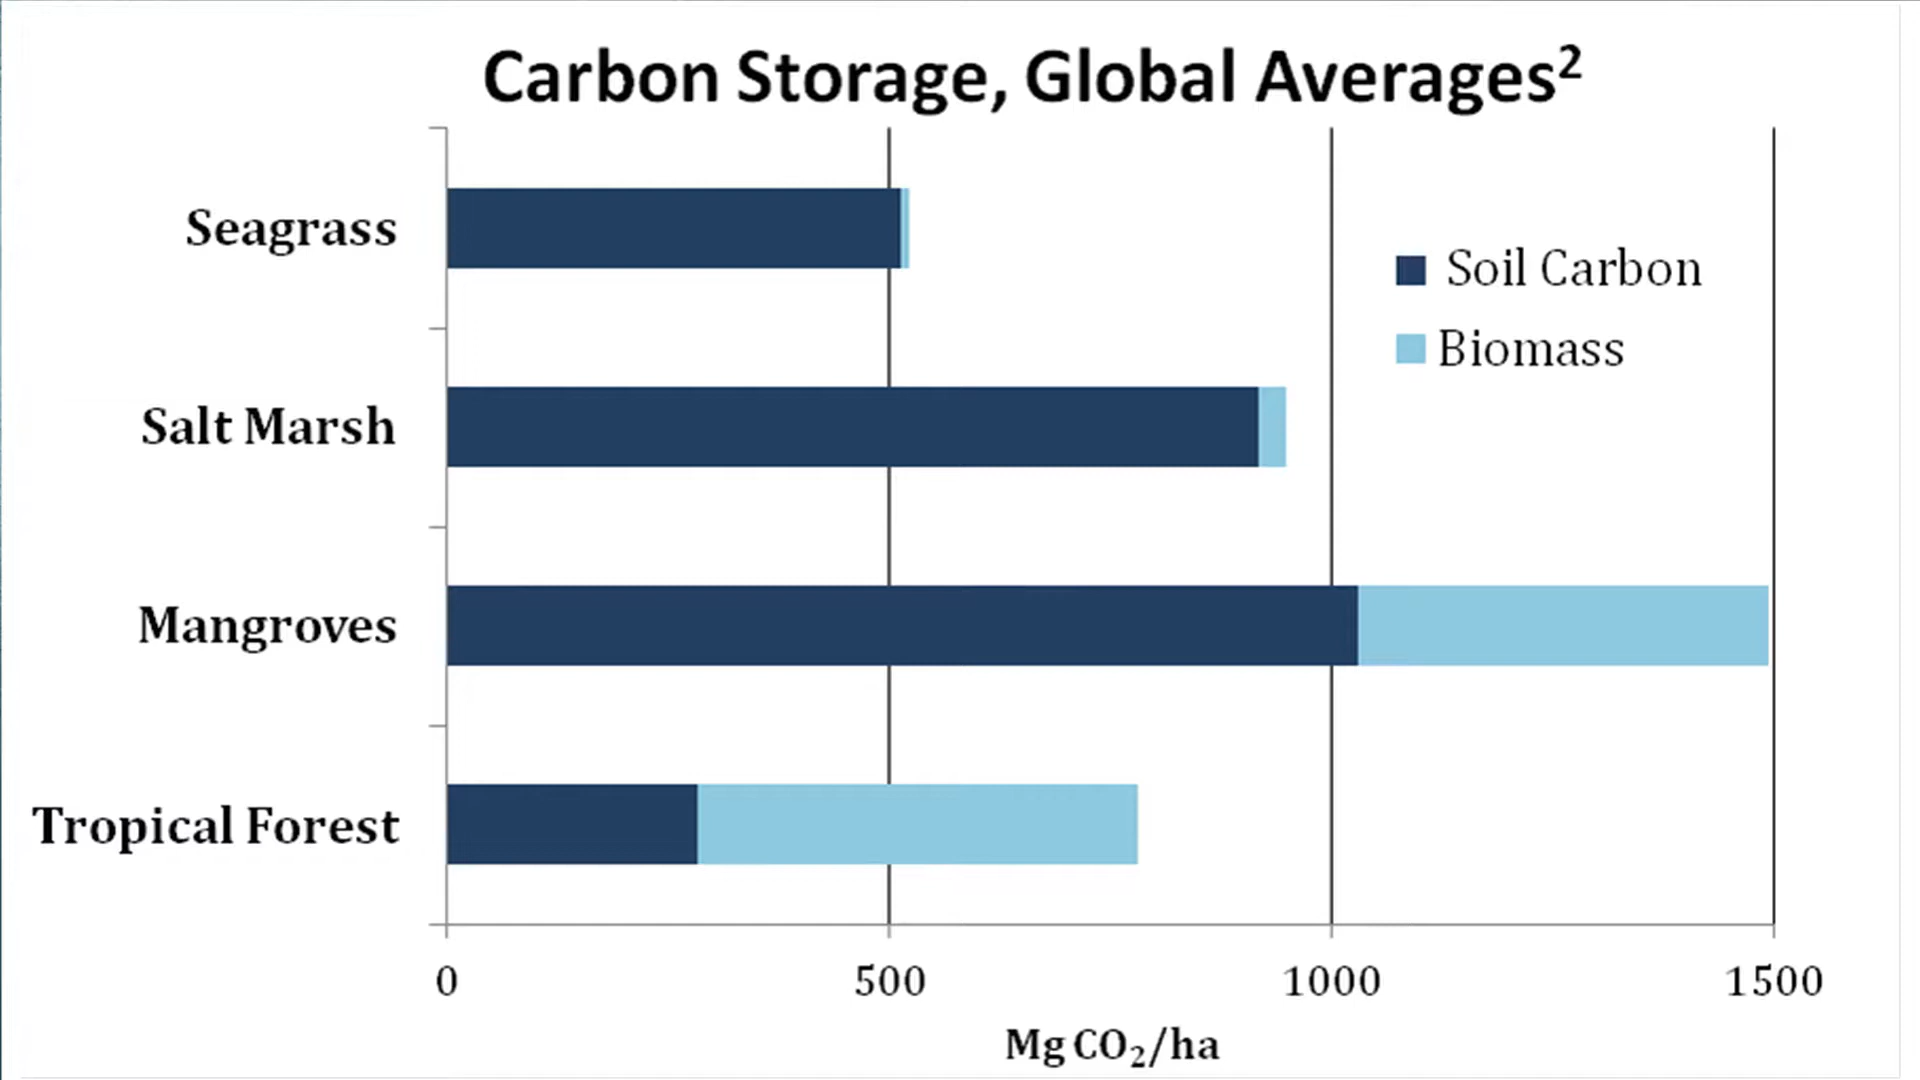 Carbon Storage, Global Averages²
Seagrass
Soil Carbon
Biomass
Salt Marsh
Mangroves
Tropical Forest
0 500 1000 1500
Mg CO₂/ha